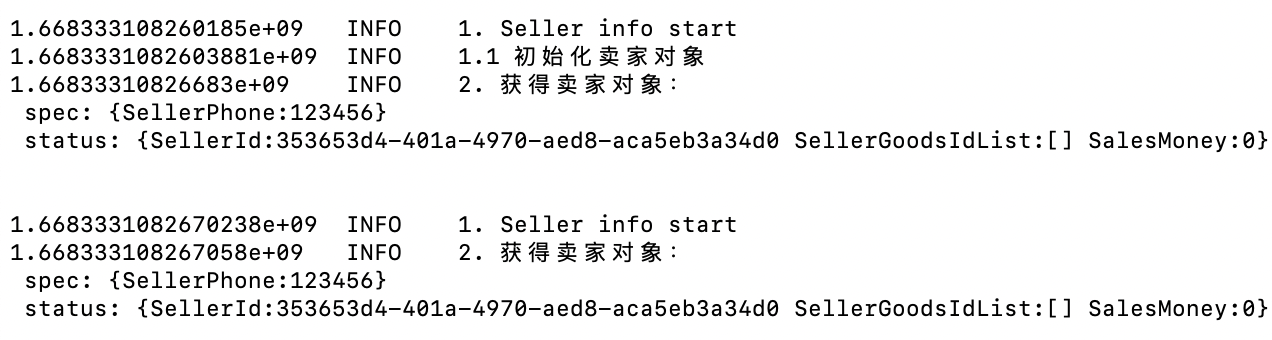 1.668333108260185e+09 INFO 1. Seller info start
1.6683331082603881e+09 INFO 1.1 初始化卖家对象
1.66833310826683e+09 INFO 2. 获得卖家对象：
spec: {SellerPhone:123456}
status: {SellerId:353653d4-401a-4970-aed8-aca5eb3a34d0 SellerGoodsIdList:[] SalesMoney:0}
1.6683331082670238e+09 INFO 1. Seller info start
1.668333108267058e+09 INFO 2. 获得卖家对象：
spec: {SellerPhone:123456}
status: {SellerId:353653d4-401a-4970-aed8-aca5eb3a34d0 SellerGoodsIdList:[] SalesMoney:0}